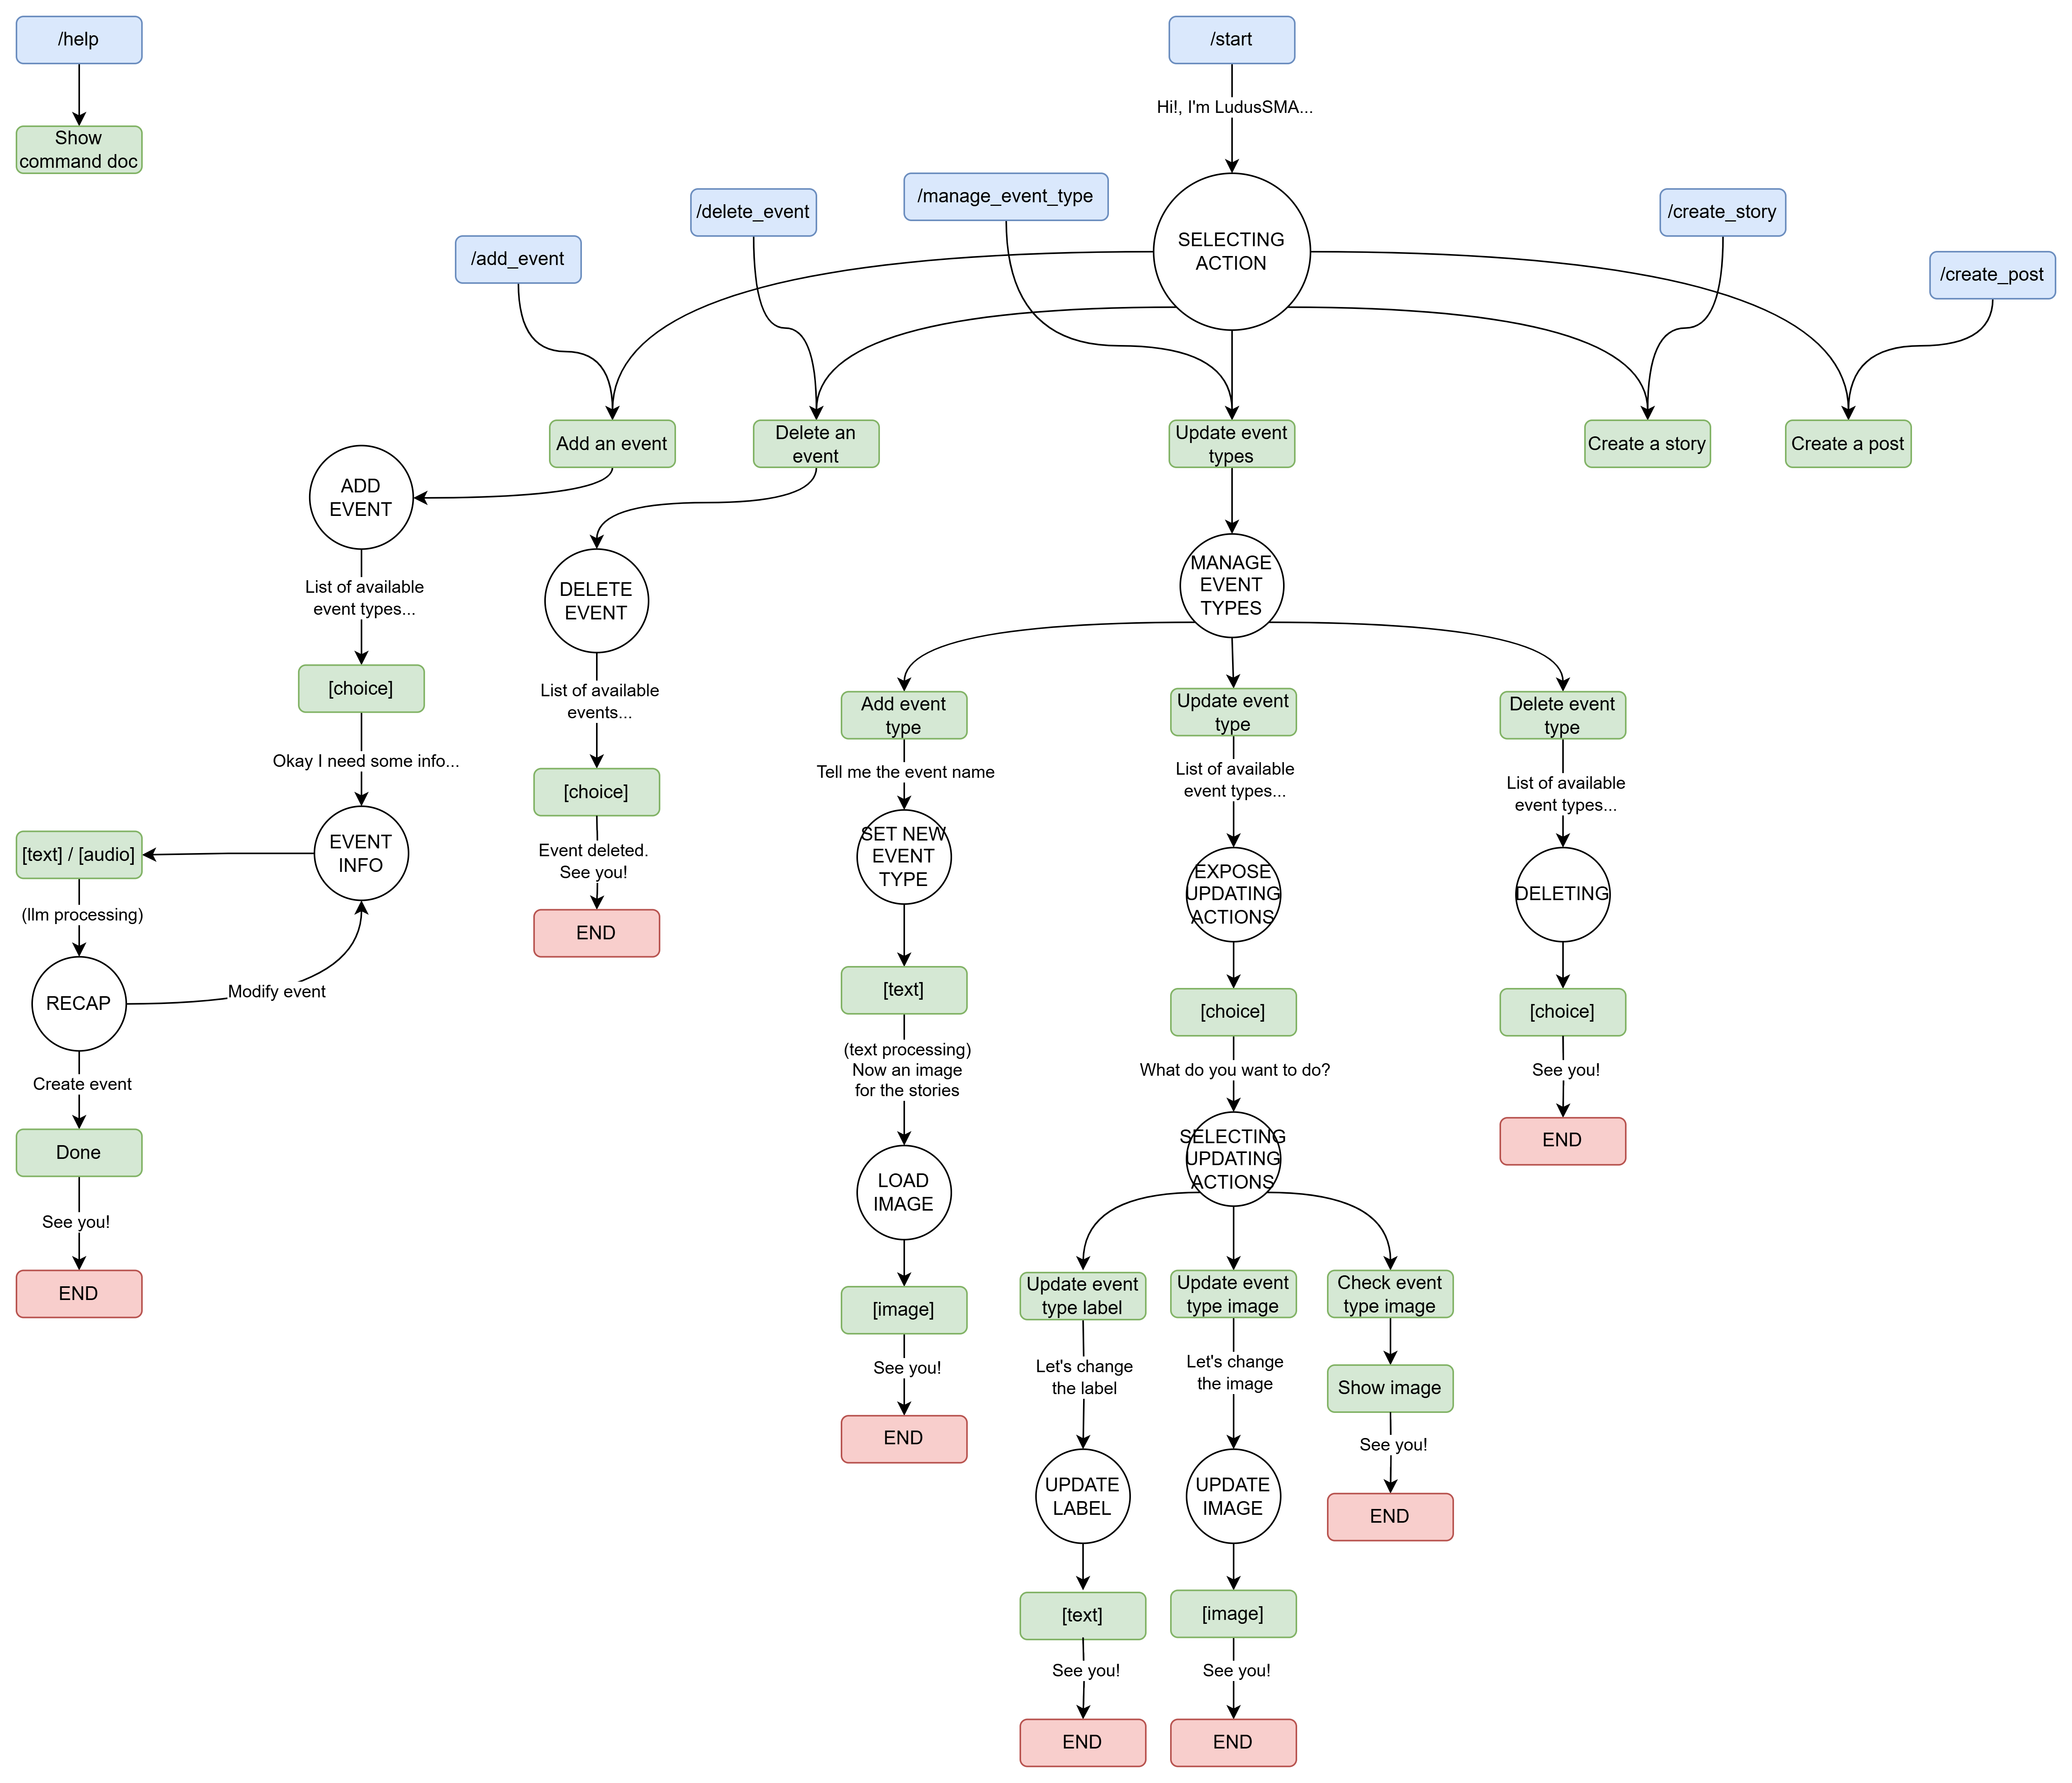 /help
/start
Show
command doc
Hi!, I'm LudusSMA...
/add_event
/delete_event
/manage_event_type
SELECTING
ACTION
/create_story
/create_post
Add an event
Delete an
event
Update event
types
Create a story
Create a post
ADD
EVENT
List of available
event types...
[choice]
Okay I need some info...
EVENT
INFO
[text] / [audio]
(llm processing)
RECAP
Modify event
Create event
Done
See you!
END
DELETE
EVENT
List of available
events...
[choice]
Event deleted.
See you!
END
MANAGE
EVENT
TYPES
Add event
type
Tell me the event name
SET NEW
EVENT
TYPE
[text]
(text processing)
Now an image
for the stories
LOAD
IMAGE
[image]
See you!
END
Update event
type
List of available
event types...
EXPOSE
UPDATING
ACTIONS
[choice]
What do you want to do?
SELECTING
UPDATING
ACTIONS
Update event
type label
Let's change
the label
UPDATE
LABEL
[text]
See you!
END
Update event
type image
Let's change
the image
UPDATE
IMAGE
[image]
See you!
END
Check event
type image
Show image
See you!
END
Delete event
type
List of available
event types...
DELETING
[choice]
See you!
END